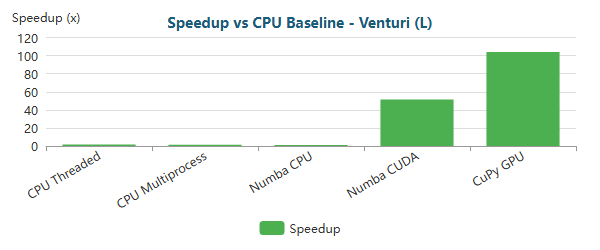 Speedup (x)
Speedup vs CPU Baseline - Venturi (L)
120
100
80
60
40
20
0
CPU Threaded
CPU Multiprocess
Numba CPU
Numba CUDA
CuPy GPU
Speedup